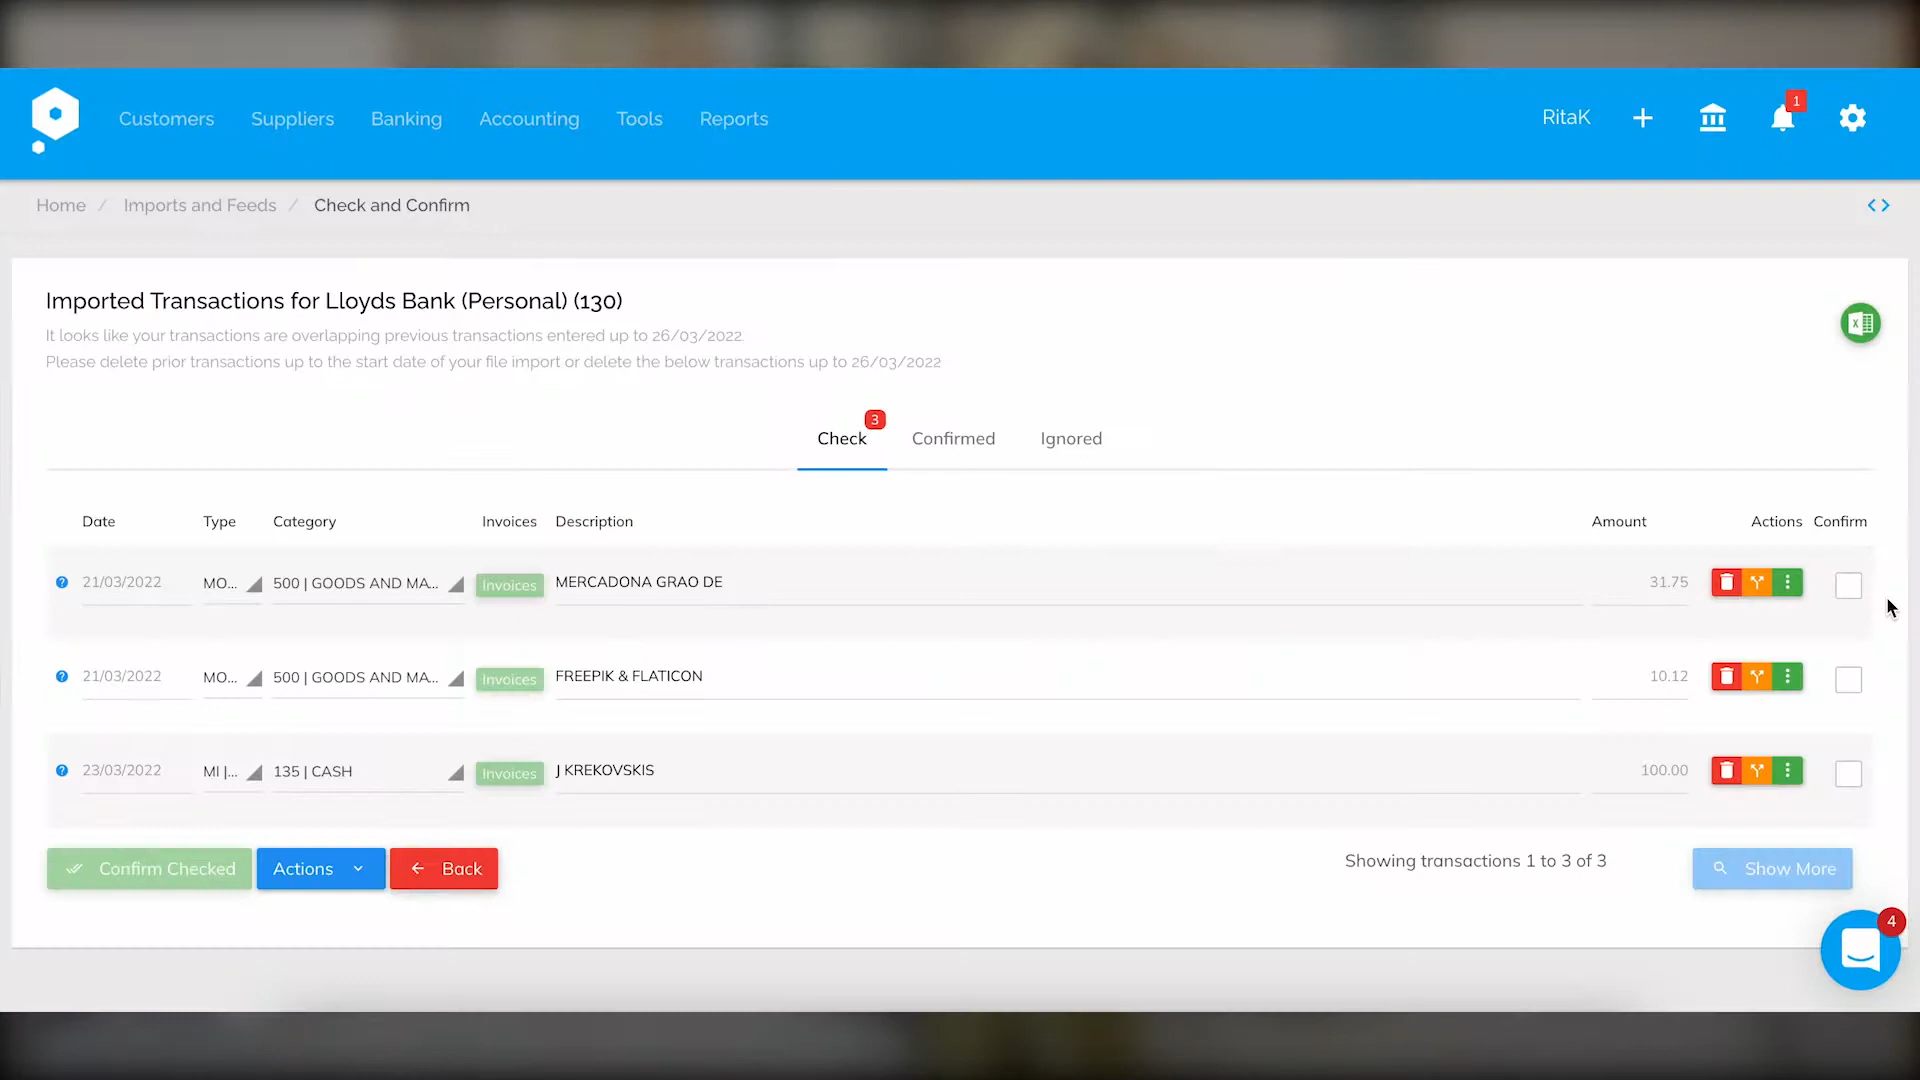 Customers Suppliers Banking Accounting Tools Reports RitaK 1
Home / Imports and Feeds / Check and Confirm
Imported Transactions for Lloyds Bank (Personal) (130)
It looks like your transactions are overlapping previous transactions entered up to 26/03/2022.
Please delete prior transactions up to the start date of your file import or delete the below transactions up to 26/03/2022
Check 3 Confirmed Ignored
Date Type Category Invoices Description Amount Actions Confirm
21/03/2022 MO... 500 | GOODS AND MA... Invoices MERCADONA GRAO DE 31.75
21/03/2022 MO... 500 | GOODS AND MA... Invoices FREEPIK & FLATICON 10.12
23/03/2022 MI |... 135 | CASH Invoices J KREKOVSKIS 100.00
Confirm Checked Actions Back Showing transactions 1 to 3 of 3 Show More
4